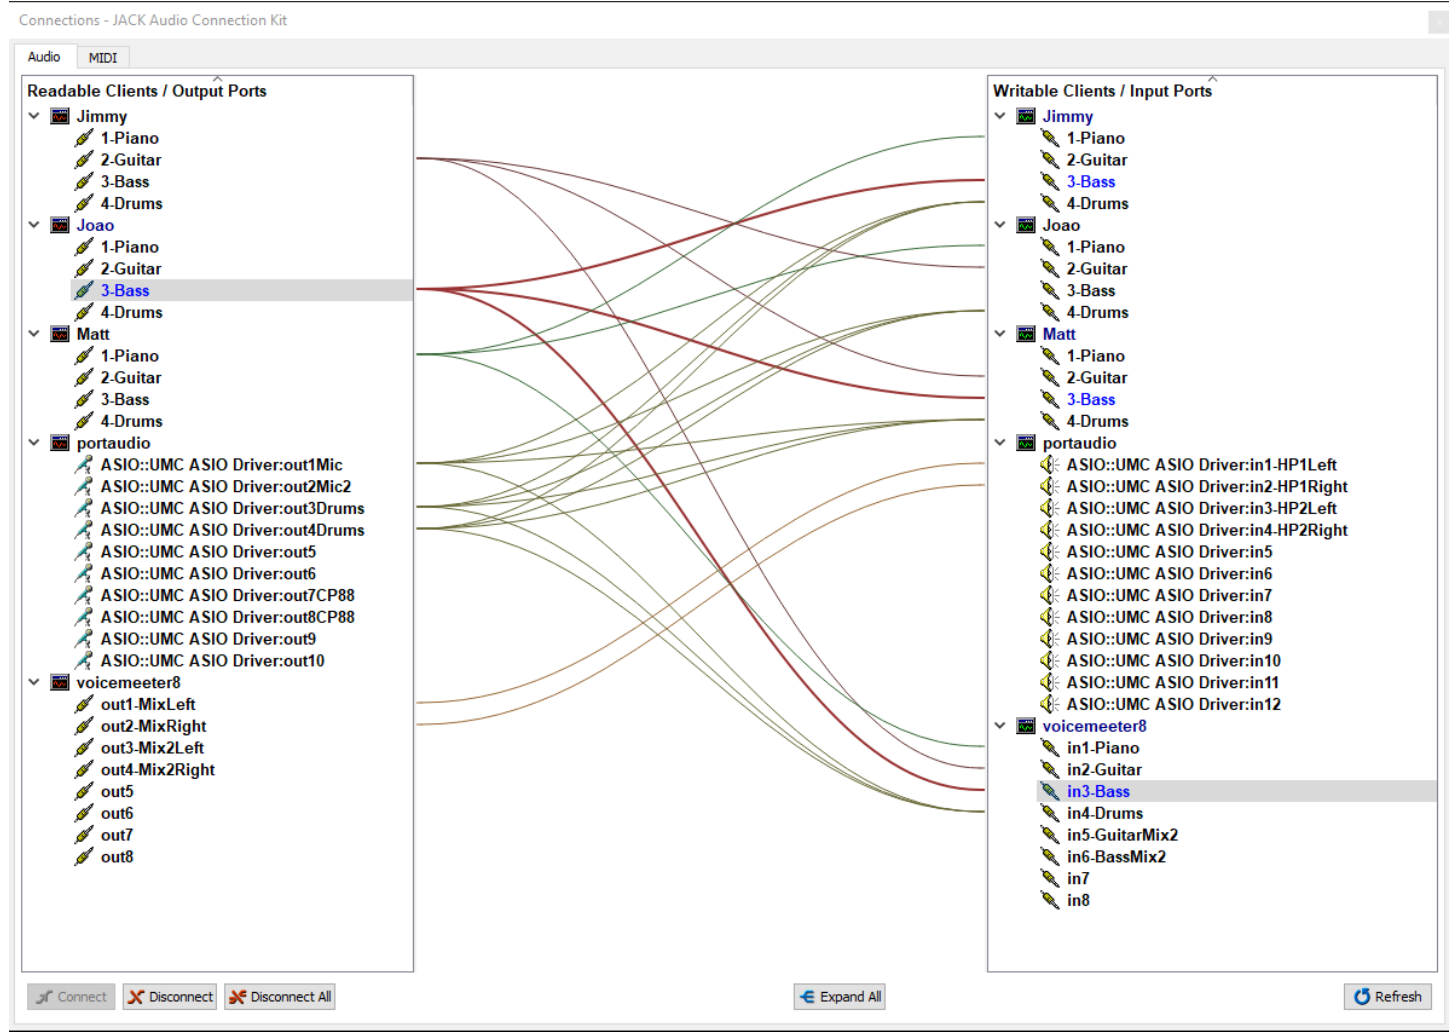 Connections - JACK Audio Connection Kit
Audio
MIDI
Readable Clients / Output Ports
Jimmy
1-Piano
2-Guitar
3-Bass
4-Drums
Joao
1-Piano
2-Guitar
3-Bass
4-Drums
Matt
1-Piano
2-Guitar
3-Bass
4-Drums
portaudio
ASIO::UMC ASIO Driver:out1Mic
ASIO::UMC ASIO Driver:out2Mic2
ASIO::UMC ASIO Driver:out3Drums
ASIO::UMC ASIO Driver:out4Drums
ASIO::UMC ASIO Driver:out5
ASIO::UMC ASIO Driver:out6
ASIO::UMC ASIO Driver:out7CP88
ASIO::UMC ASIO Driver:out8CP88
ASIO::UMC ASIO Driver:out9
ASIO::UMC ASIO Driver:out10
voicemeeter8
out1-MixLeft
out2-MixRight
out3-Mix2Left
out4-Mix2Right
out5
out6
out7
out8
Writable Clients / Input Ports
Jimmy
1-Piano
2-Guitar
3-Bass
4-Drums
Joao
1-Piano
2-Guitar
3-Bass
4-Drums
Matt
1-Piano
2-Guitar
3-Bass
4-Drums
portaudio
ASIO::UMC ASIO Driver:in1-HP1Left
ASIO::UMC ASIO Driver:in2-HP1Right
ASIO::UMC ASIO Driver:in3-HP2Left
ASIO::UMC ASIO Driver:in4-HP2Right
ASIO::UMC ASIO Driver:in5
ASIO::UMC ASIO Driver:in6
ASIO::UMC ASIO Driver:in7
ASIO::UMC ASIO Driver:in8
ASIO::UMC ASIO Driver:in9
ASIO::UMC ASIO Driver:in10
ASIO::UMC ASIO Driver:in11
ASIO::UMC ASIO Driver:in12
voicemeeter8
in1-Piano
in2-Guitar
in3-Bass
in4-Drums
in5-GuitarMix2
in6-BassMix2
in7
in8
Connect
Disconnect
Disconnect All
Expand All
Refresh